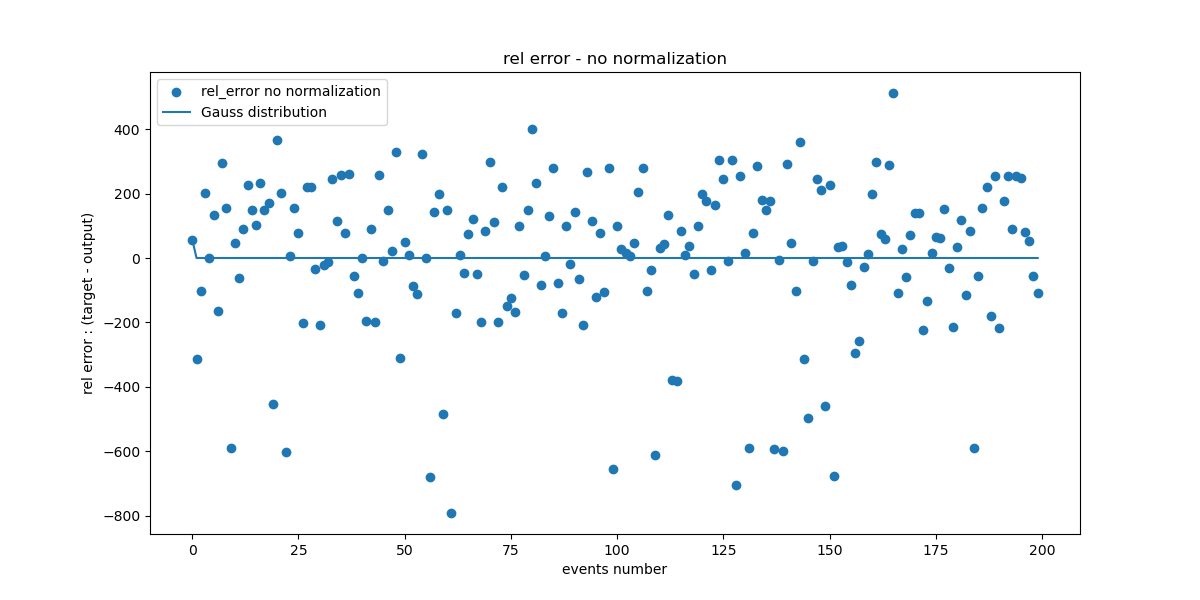 rel error - no normalization
rel_error no normalization
Gauss distribution
rel error : (target - output)
400
200
0
−200
−400
−600
−800
0 25 50 75 100 125 150 175 200
events number